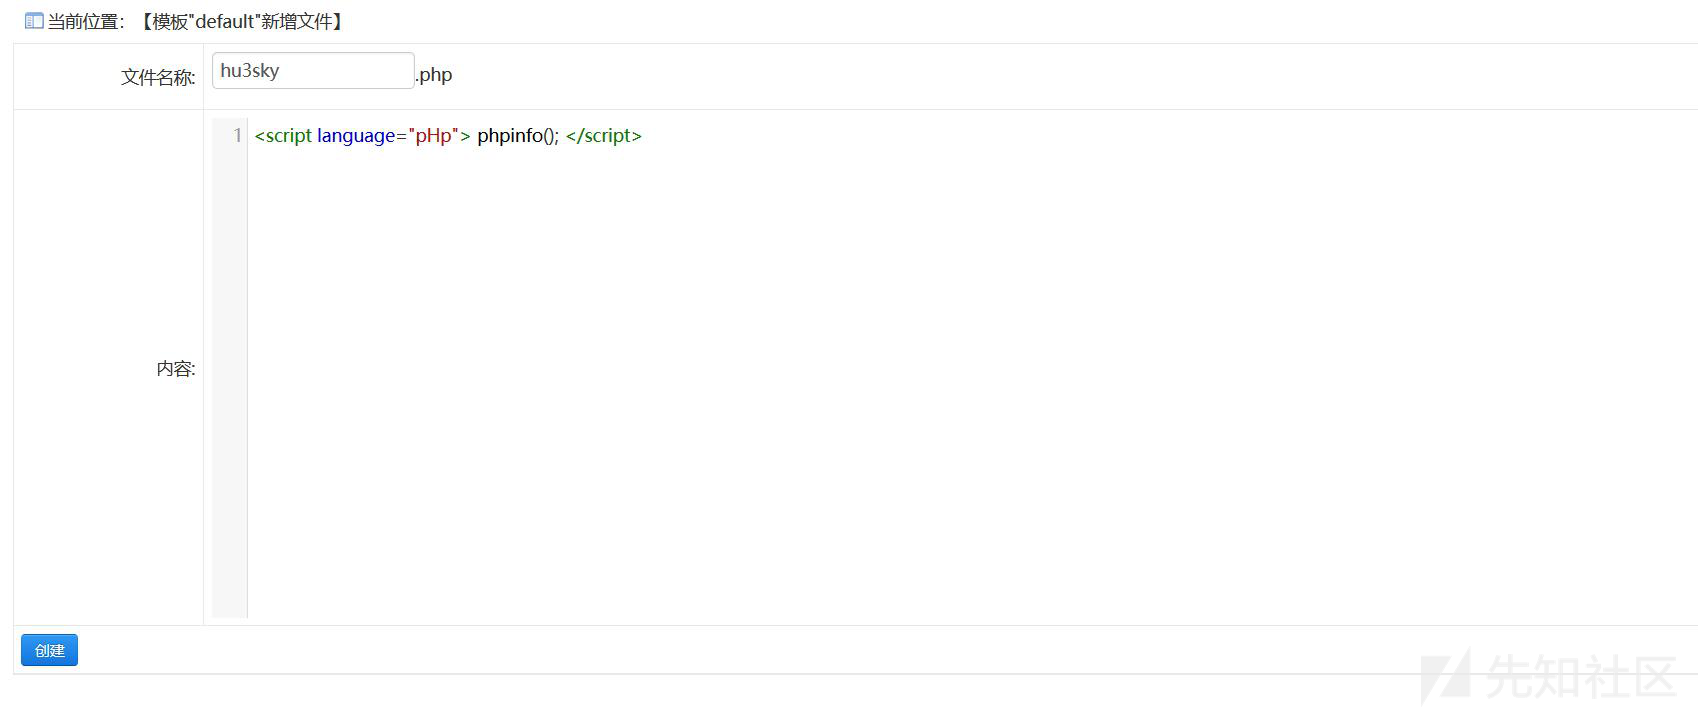 当前位置：【模板"default"新增文件】
文件名称: hu3sky.php
1 <script language="pHp"> phpinfo(); </script>
内容:
创建
先知社区